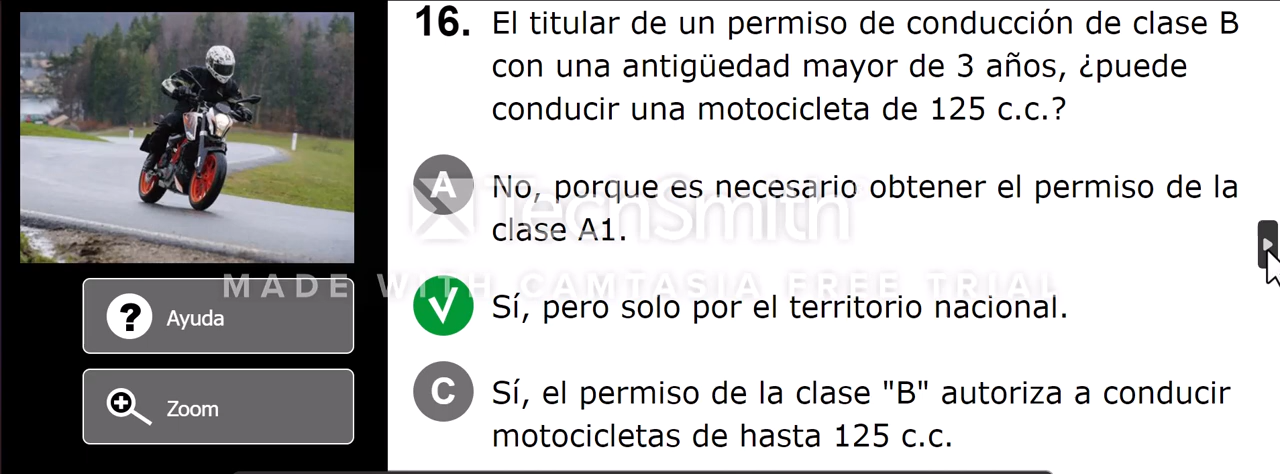 16. El titular de un permiso de conducción de clase B
con una antigüedad mayor de 3 años, ¿puede
conducir una motocicleta de 125 c.c.?
A No, porque es necesario obtener el permiso de la
clase A1.
TechSmith
MADE WITH CAMTASIA FREE TRIAL
Sí, pero solo por el territorio nacional.
C Sí, el permiso de la clase "B" autoriza a conducir
motocicletas de hasta 125 c.c.
? Ayuda
Zoom